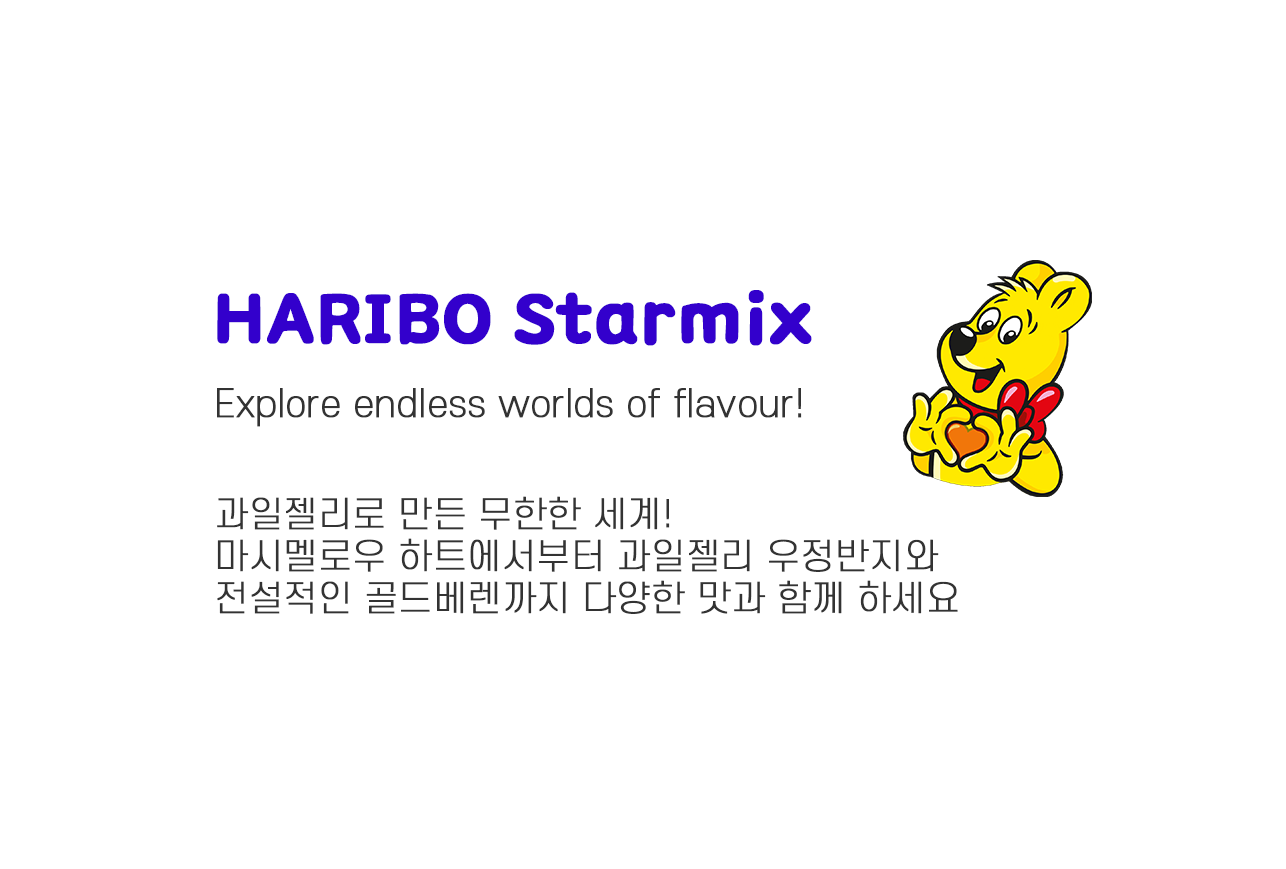 HARIBO Starmix
Explore endless worlds of flavour!
과일젤리로 만든 무한한 세계!
마시멜로우 하트에서부터 과일젤리 우정반지와
전설적인 골드베렌까지 다양한 맛과 함께 하세요